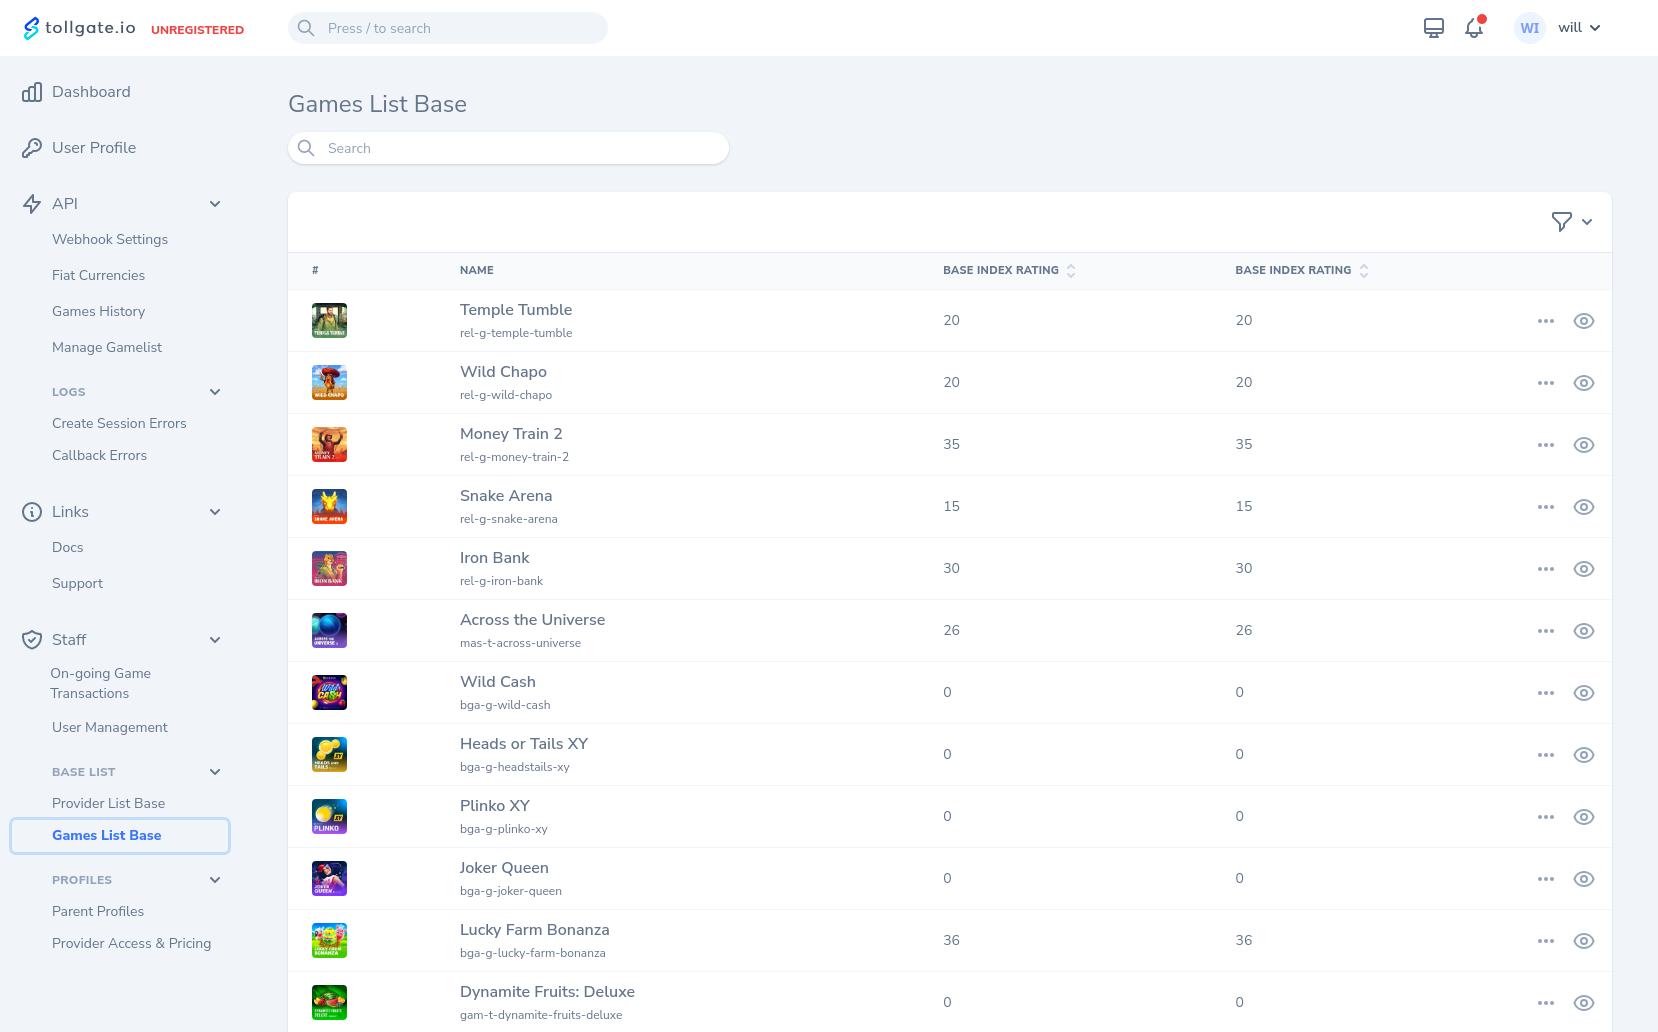 tollgate.io UNREGISTERED
Press / to search
WI will
Dashboard
User Profile
API
Webhook Settings
Fiat Currencies
Games History
Manage Gamelist
LOGS
Create Session Errors
Callback Errors
Links
Docs
Support
Staff
On-going Game
Transactions
User Management
BASE LIST
Provider List Base
Games List Base
PROFILES
Parent Profiles
Provider Access & Pricing
Games List Base
Search
# NAME BASE INDEX RATING BASE INDEX RATING
Temple Tumble
rel-g-temple-tumble
20 20
Wild Chapo
rel-g-wild-chapo
20 20
Money Train 2
rel-g-money-train-2
35 35
Snake Arena
rel-g-snake-arena
15 15
Iron Bank
rel-g-iron-bank
30 30
Across the Universe
mas-t-across-universe
26 26
Wild Cash
bga-g-wild-cash
0 0
Heads or Tails XY
bga-g-headstails-xy
0 0
Plinko XY
bga-g-plinko-xy
0 0
Joker Queen
bga-g-joker-queen
0 0
Lucky Farm Bonanza
bga-g-lucky-farm-bonanza
36 36
Dynamite Fruits: Deluxe
gam-t-dynamite-fruits-deluxe
0 0